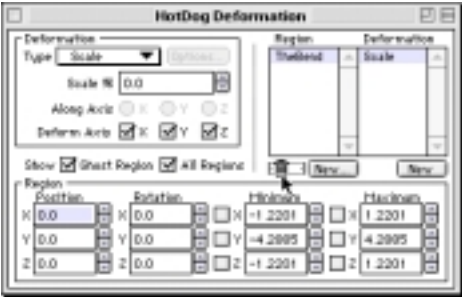 HotDog Deformation
Deformation
Type Scale Options...
Scale % 0.0
Along Axis X Y Z
Deform Axis X Y Z
Show Ghost Region All Regions
Region Deformation
TheBend Scale
New... New
Region
Position Rotation Minimum Maximum
X 0.0 X 0.0 X -1.2201 X 1.2201
Y 0.0 Y 0.0 Y -4.2885 Y 4.2885
Z 0.0 Z 0.0 Z -1.2201 Z 1.2201